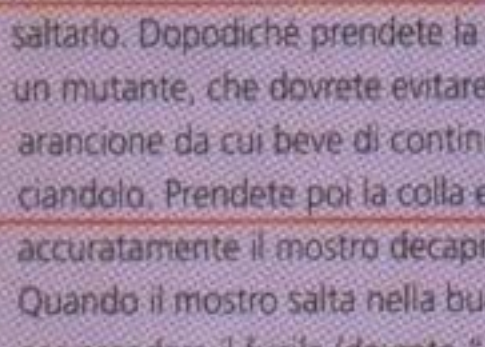 saltarlo. Dopodiché prendete la
un mutante, che dovrete evitare
arancione da cui beve di contin
ciandolo. Prendete poi la colla e
accuratamente il mostro decapi
Quando il mostro salta nella bu